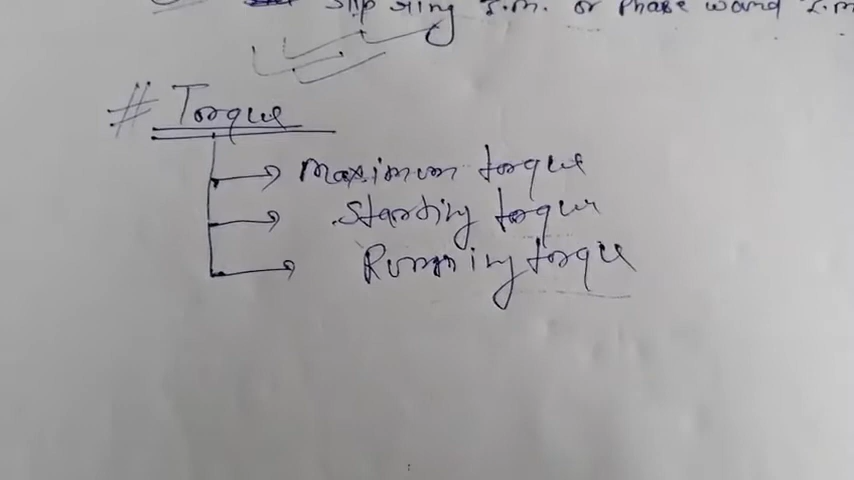 slip ring I.M. or Phase wound I.M
# Torque
Maximum torque
Starting torque
Running torque